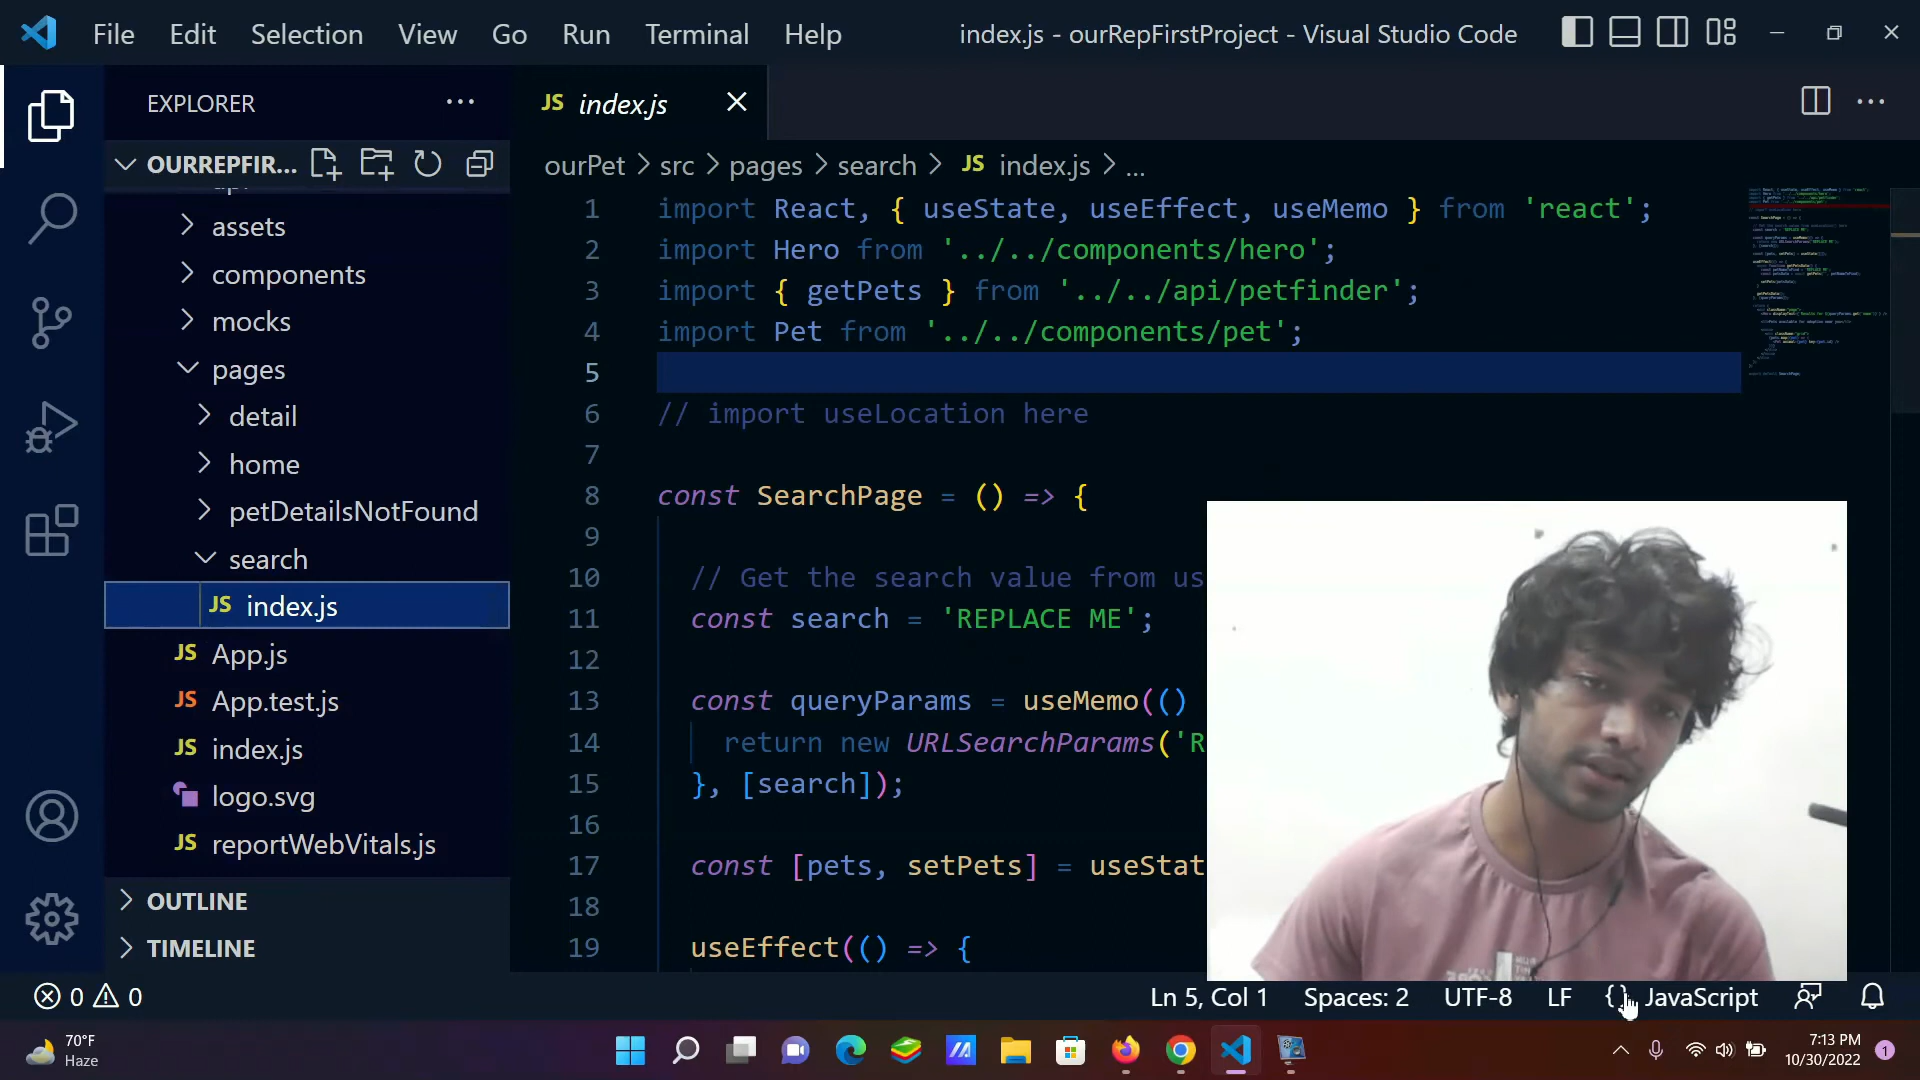 File Edit Selection View Go Run Terminal Help
index.js - ourRepFirstProject - Visual Studio Code
EXPLORER
JS index.js
OURREPFIR...
ourPet > src > pages > search > JS index.js > ...
assets
components
mocks
pages
detail
home
petDetailsNotFound
search
JS index.js
JS App.js
JS App.test.js
JS index.js
logo.svg
JS reportWebVitals.js
OUTLINE
TIMELINE
1 import React, { useState, useEffect, useMemo } from 'react';
2 import Hero from '../../components/hero';
3 import { getPets } from '../../api/petfinder';
4 import Pet from '../../components/pet';
5
6 // import useLocation here
7
8 const SearchPage = () => {
9
10 // Get the search value from us
11 const search = 'REPLACE ME';
12
13 const queryParams = useMemo(()
14 return new URLSearchParams('R
15 }, [search]);
16
17 const [pets, setPets] = useStat
18
19 useEffect(() => {
0 0
Ln 5, Col 1 Spaces: 2 UTF-8 LF {} JavaScript
70°F
Haze
7:13 PM
10/30/2022
1